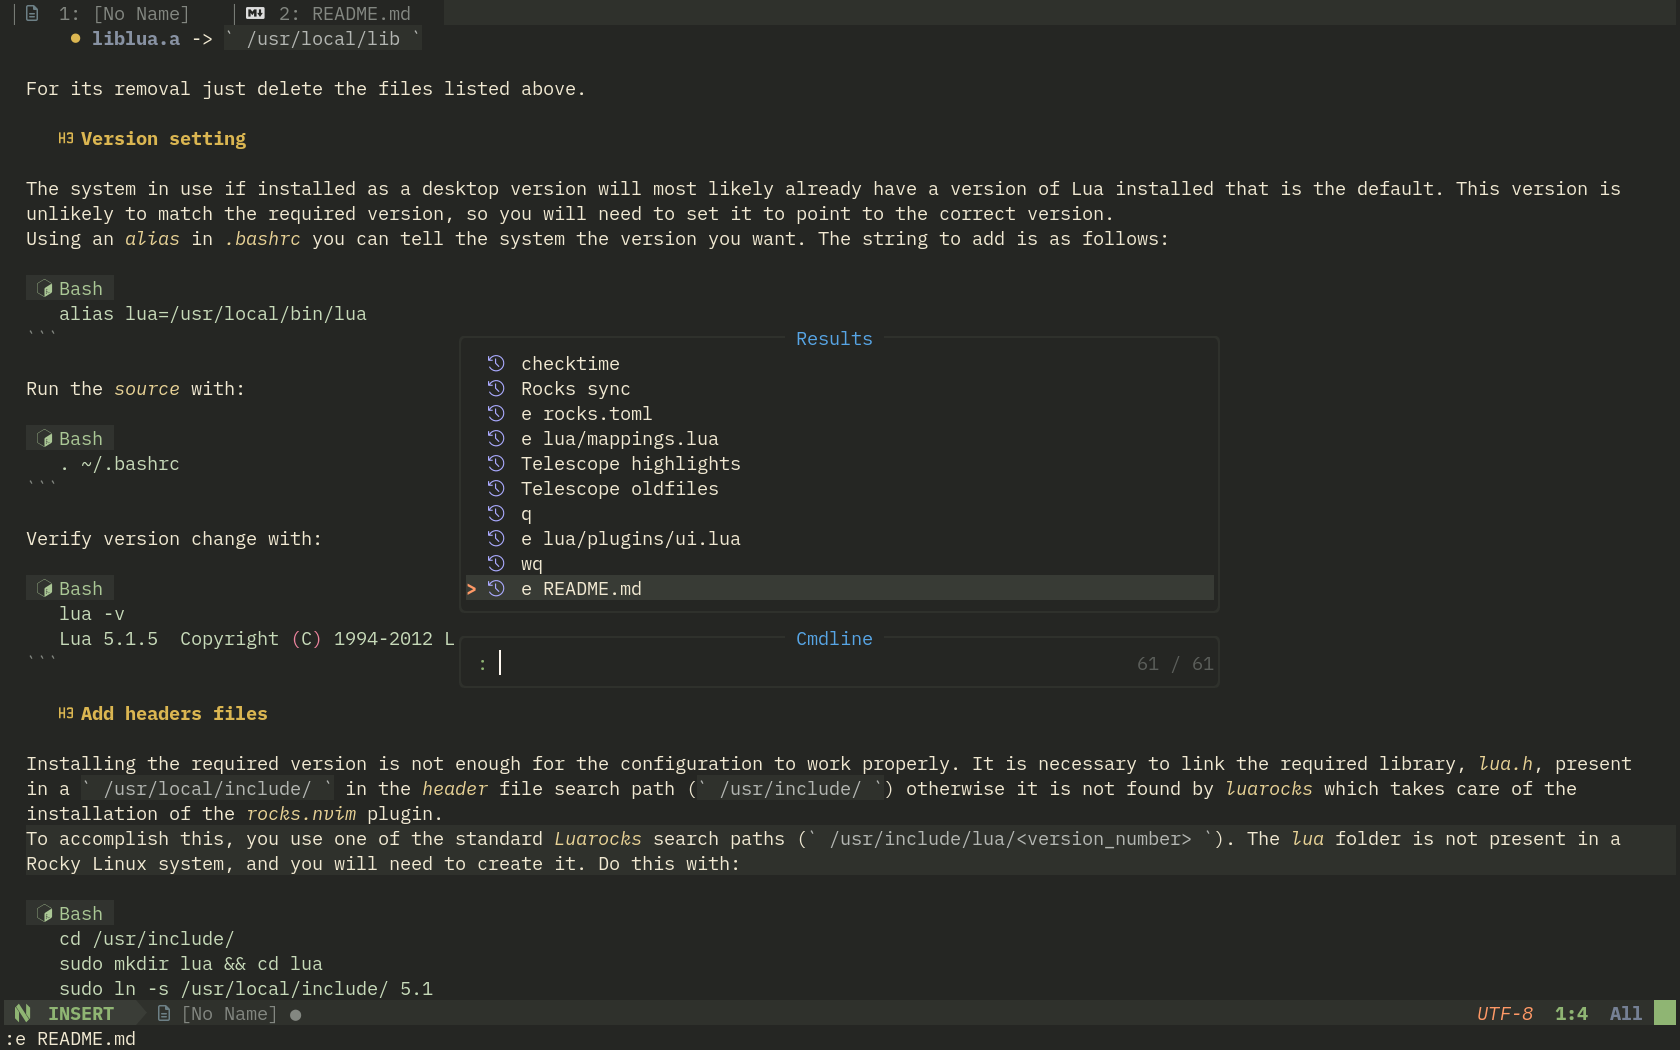 1: [No Name] 2: README.md
● liblua.a -> ` /usr/local/lib `
For its removal just delete the files listed above.
H3 Version setting
The system in use if installed as a desktop version will most likely already have a version of Lua installed that is the default. This version is
unlikely to match the required version, so you will need to set it to point to the correct version.
Using an alias in .bashrc you can tell the system the version you want. The string to add is as follows:
Bash
alias lua=/usr/local/bin/lua
```
Run the source with:
Bash
. ~/.bashrc
```
Verify version change with:
Bash
lua -v
Lua 5.1.5  Copyright (C) 1994-2012 L
```
Results
checktime
Rocks sync
e rocks.toml
e lua/mappings.lua
Telescope highlights
Telescope oldfiles
q
e lua/plugins/ui.lua
wq
> e README.md
Cmdline
: 61 / 61
H3 Add headers files
Installing the required version is not enough for the configuration to work properly. It is necessary to link the required library, lua.h, present
in a ` /usr/local/include/ ` in the header file search path (` /usr/include/ `) otherwise it is not found by luarocks which takes care of the
installation of the rocks.nvim plugin.
To accomplish this, you use one of the standard Luarocks search paths (` /usr/include/lua/<version_number> `). The lua folder is not present in a
Rocky Linux system, and you will need to create it. Do this with:
Bash
cd /usr/include/
sudo mkdir lua && cd lua
sudo ln -s /usr/local/include/ 5.1
INSERT [No Name] ● UTF-8 1:4 All
:e README.md